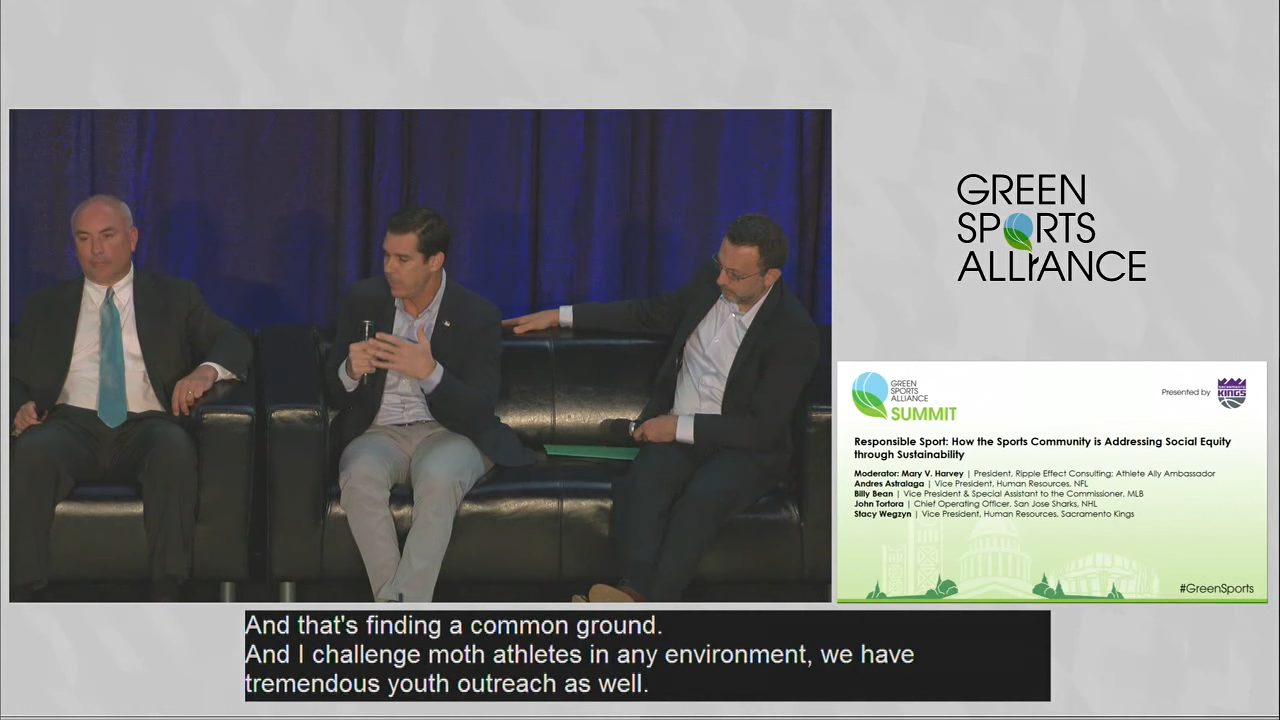 GREEN
SPORTS
ALLIANCE
GREEN
SPORTS
ALLIANCE
SUMMIT
Presented by
SACRAMENTO
KINGS
Responsible Sport: How the Sports Community is Addressing Social Equity
through Sustainability
Moderator: Mary V. Harvey | President, Ripple Effect Consulting; Athlete Ally Ambassador
Andres Astralaga | Vice President, Human Resources, NFL
Billy Bean | Vice President & Special Assistant to the Commissioner, MLB
John Tortora | Chief Operating Officer, San Jose Sharks, NHL
Stacy Wegzyn | Vice President, Human Resources, Sacramento Kings
#GreenSports
And that's finding a common ground.
And I challenge moth athletes in any environment, we have
tremendous youth outreach as well.